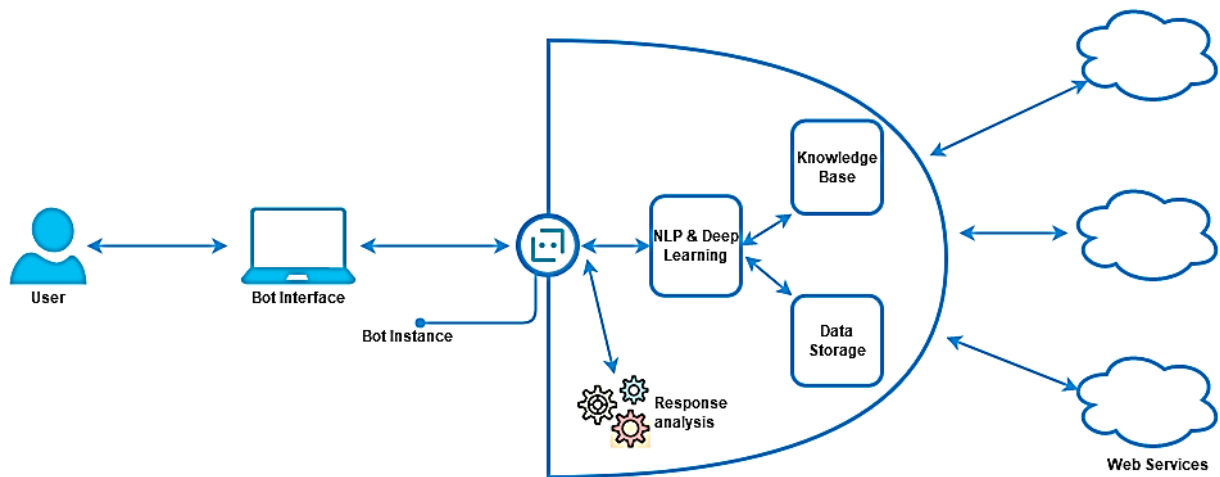 Knowledge
Base
NLP & Deep
Learning
User
Bot Interface
Bot Instance
Data
Storage
Response
analysis
Web Services